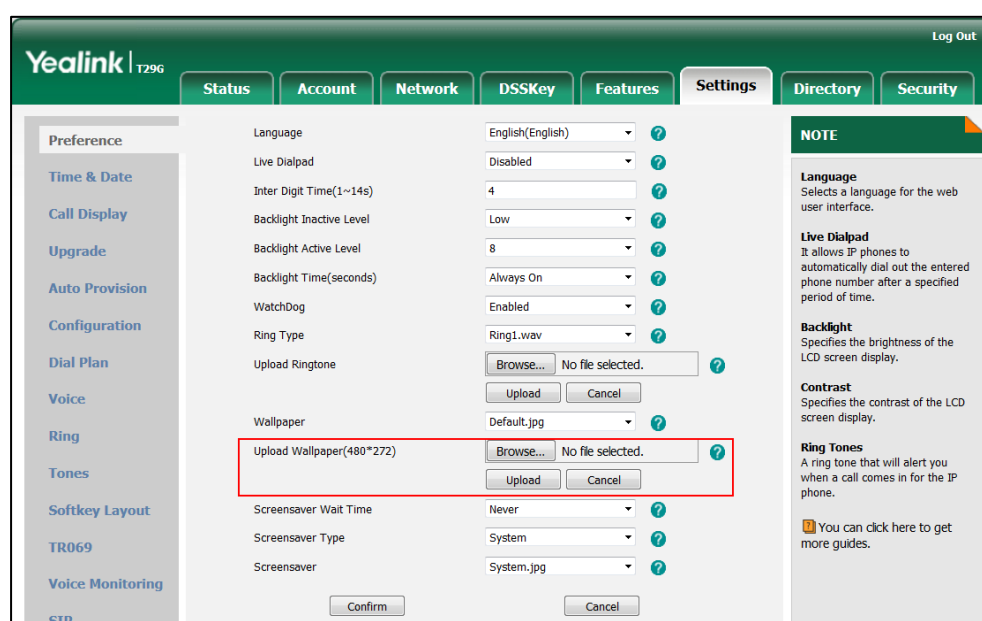 Log Out
Yealink | T29G
Status Account Network DSSKey Features Settings Directory Security
Preference
Time & Date
Call Display
Upgrade
Auto Provision
Configuration
Dial Plan
Voice
Ring
Tones
Softkey Layout
TR069
Voice Monitoring
SIP
Language English(English)
Live Dialpad Disabled
Inter Digit Time(1~14s) 4
Backlight Inactive Level Low
Backlight Active Level 8
Backlight Time(seconds) Always On
WatchDog Enabled
Ring Type Ring1.wav
Upload Ringtone Browse... No file selected.
Upload Cancel
Wallpaper Default.jpg
Upload Wallpaper(480*272) Browse... No file selected.
Upload Cancel
Screensaver Wait Time Never
Screensaver Type System
Screensaver System.jpg
Confirm Cancel
NOTE
Language
Selects a language for the web
user interface.
Live Dialpad
It allows IP phones to
automatically dial out the entered
phone number after a specified
period of time.
Backlight
Specifies the brightness of the
LCD screen display.
Contrast
Specifies the contrast of the LCD
screen display.
Ring Tones
A ring tone that will alert you
when a call comes in for the IP
phone.
You can click here to get
more guides.